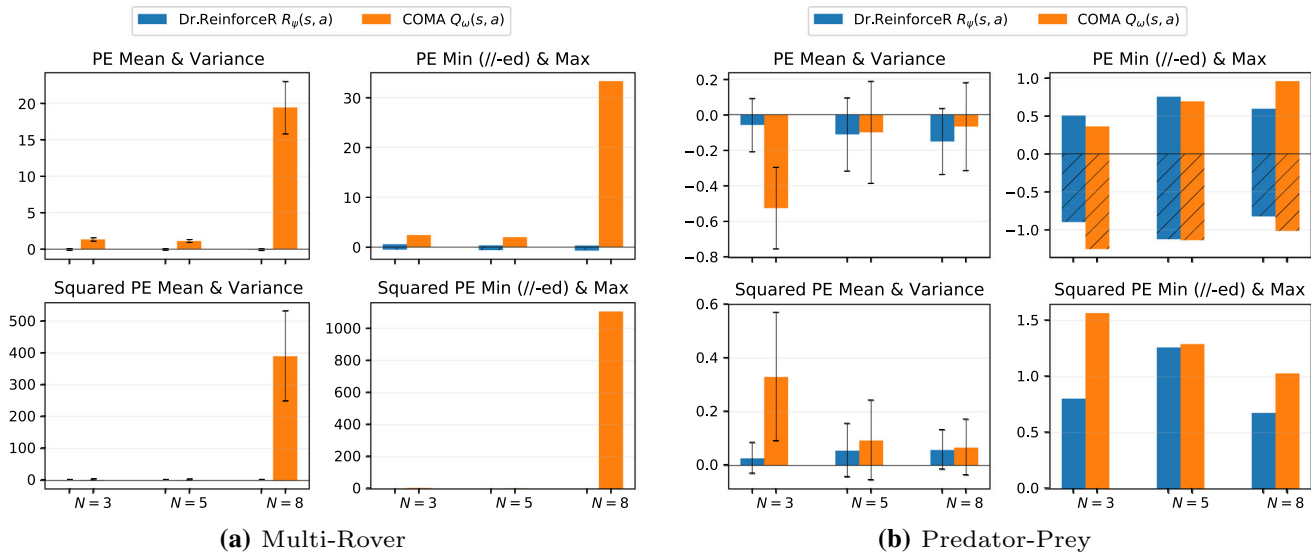 Dr.ReinforceR Rψ(s, a) COMA Qω(s, a)
PE Mean & Variance
20
15
10
5
0
PE Min (//-ed) & Max
30
20
10
0
Squared PE Mean & Variance
500
400
300
200
100
0
N = 3 N = 5 N = 8
Squared PE Min (//-ed) & Max
1000
800
600
400
200
0
N = 3 N = 5 N = 8
(a) Multi-Rover
Dr.ReinforceR Rψ(s, a) COMA Qω(s, a)
PE Mean & Variance
0.2
0.0
−0.2
−0.4
−0.6
−0.8
PE Min (//-ed) & Max
1.0
0.5
0.0
−0.5
−1.0
Squared PE Mean & Variance
0.6
0.4
0.2
0.0
N = 3 N = 5 N = 8
Squared PE Min (//-ed) & Max
1.5
1.0
0.5
0.0
N = 3 N = 5 N = 8
(b) Predator-Prey